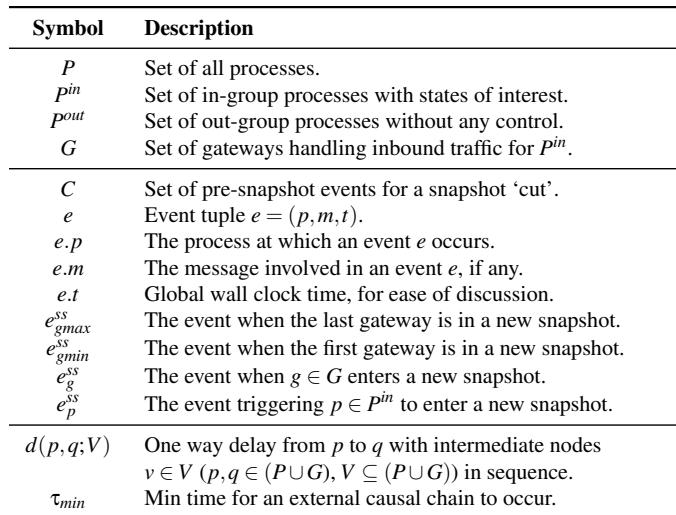 Symbol Description
P Set of all processes.
P^in Set of in-group processes with states of interest.
P^out Set of out-group processes without any control.
G Set of gateways handling inbound traffic for P^in.
C Set of pre-snapshot events for a snapshot ‘cut’.
e Event tuple e = (p,m,t).
e.p The process at which an event e occurs.
e.m The message involved in an event e, if any.
e.t Global wall clock time, for ease of discussion.
e^ss_gmax The event when the last gateway is in a new snapshot.
e^ss_gmin The event when the first gateway is in a new snapshot.
e^ss_g The event when g ∈ G enters a new snapshot.
e^ss_p The event triggering p ∈ P^in to enter a new snapshot.
d(p,q;V) One way delay from p to q with intermediate nodes
v ∈ V (p,q ∈ (P∪G), V ⊆ (P∪G)) in sequence.
τ_min Min time for an external causal chain to occur.